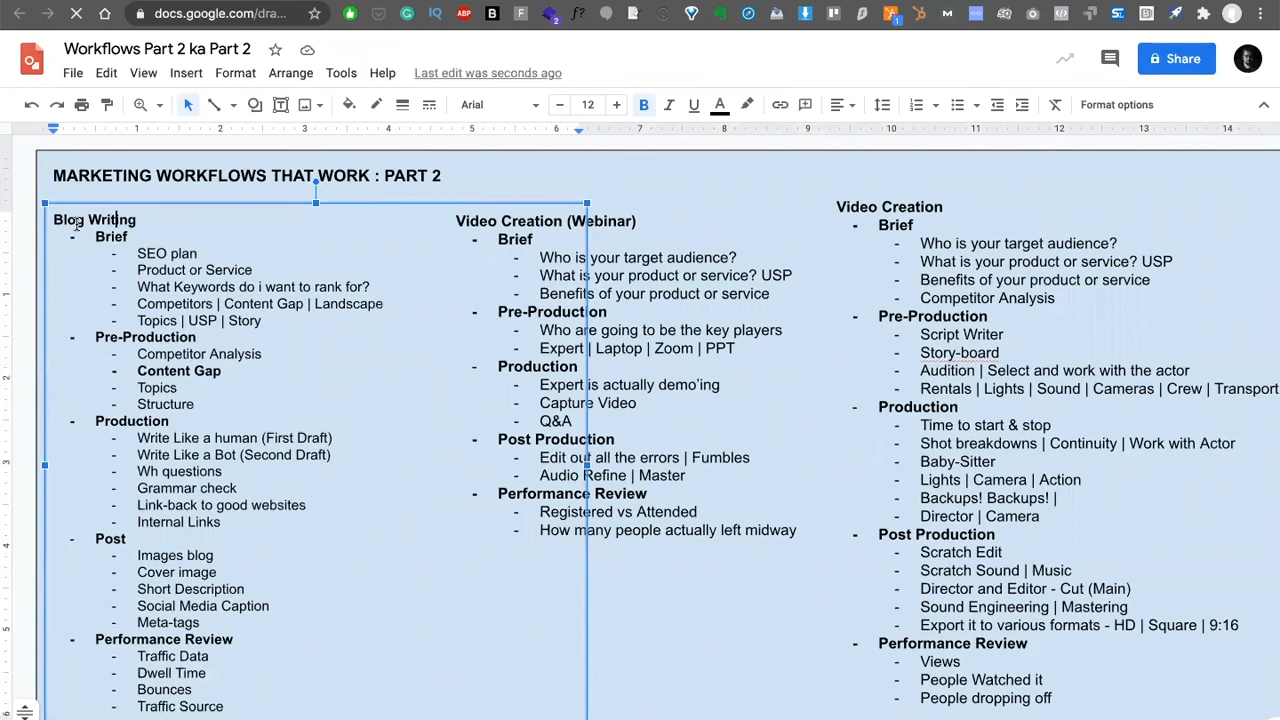 docs.google.com/dra...
Workflows Part 2 ka Part 2
File Edit View Insert Format Arrange Tools Help Last edit was seconds ago
Share
Arial
12
Format options
1 2 3 4 5 6 7 8 9 10 11 12 13 14
MARKETING WORKFLOWS THAT WORK : PART 2
Blog Writing
- Brief
- SEO plan
- Product or Service
- What Keywords do i want to rank for?
- Competitors | Content Gap | Landscape
- Topics | USP | Story
- Pre-Production
- Competitor Analysis
- Content Gap
- Topics
- Structure
- Production
- Write Like a human (First Draft)
- Write Like a Bot (Second Draft)
- Wh questions
- Grammar check
- Link-back to good websites
- Internal Links
- Post
- Images blog
- Cover image
- Short Description
- Social Media Caption
- Meta-tags
- Performance Review
- Traffic Data
- Dwell Time
- Bounces
- Traffic Source
Video Creation (Webinar)
- Brief
- Who is your target audience?
- What is your product or service? USP
- Benefits of your product or service
- Pre-Production
- Who are going to be the key players
- Expert | Laptop | Zoom | PPT
- Production
- Expert is actually demo’ing
- Capture Video
- Q&A
- Post Production
- Edit out all the errors | Fumbles
- Audio Refine | Master
- Performance Review
- Registered vs Attended
- How many people actually left midway
Video Creation
- Brief
- Who is your target audience?
- What is your product or service? USP
- Benefits of your product or service
- Competitor Analysis
- Pre-Production
- Script Writer
- Story-board
- Audition | Select and work with the actor
- Rentals | Lights | Sound | Cameras | Crew | Transport
- Production
- Time to start & stop
- Shot breakdowns | Continuity | Work with Actor
- Baby-Sitter
- Lights | Camera | Action
- Backups! Backups! |
- Director | Camera
- Post Production
- Scratch Edit
- Scratch Sound | Music
- Director and Editor - Cut (Main)
- Sound Engineering | Mastering
- Export it to various formats - HD | Square | 9:16
- Performance Review
- Views
- People Watched it
- People dropping off